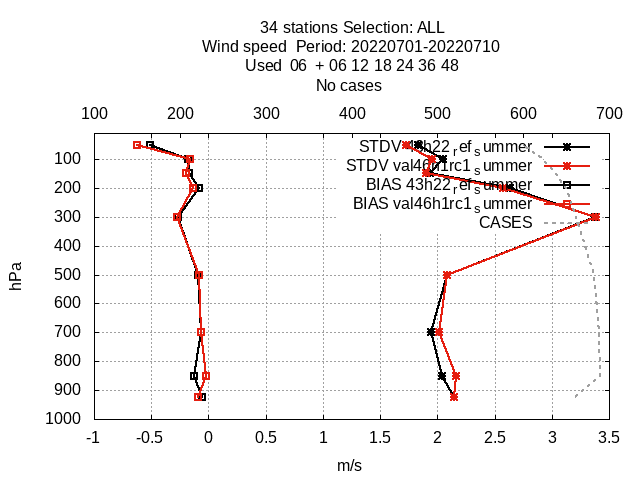 34 stations Selection: ALL
Wind speed  Period: 20220701-20220710
Used  06  + 06 12 18 24 36 48
No cases
100 200 300 400 500 600 700
STDV 43h22_ref_summer
STDV val46h1rc1_summer
BIAS 43h22_ref_summer
BIAS val46h1rc1_summer
CASES
100
200
300
400
500
600
700
800
900
1000
hPa
-1 -0.5 0 0.5 1 1.5 2 2.5 3 3.5
m/s